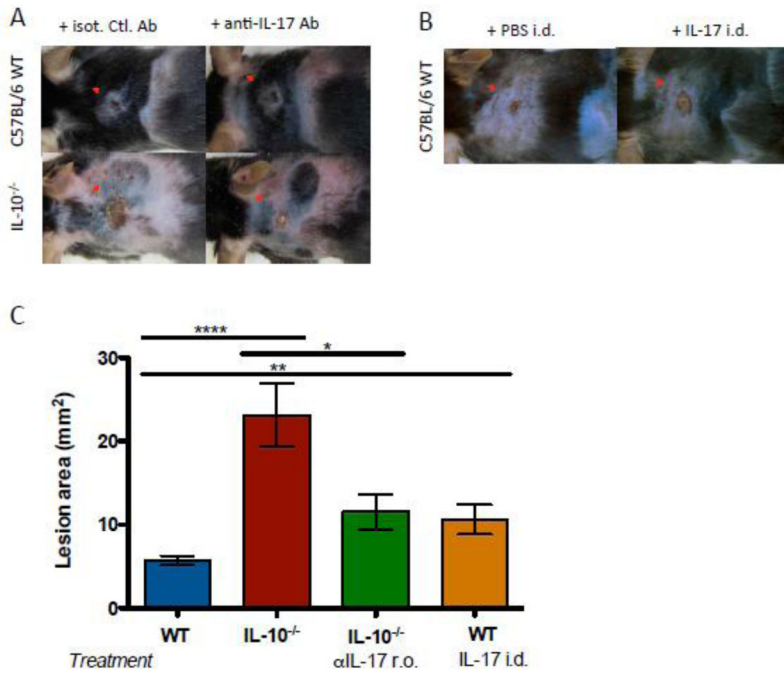 A
+ isot. Ctl. Ab
+ anti-IL-17 Ab
C57BL/6 WT
IL-10-/-
B
+ PBS i.d.
+ IL-17 i.d.
C57BL/6 WT
C
****
*
**
Lesion area (mm²)
30
20
10
0
WT
IL-10-/-
IL-10-/-
WT
Treatment
αIL-17 r.o.
IL-17 i.d.